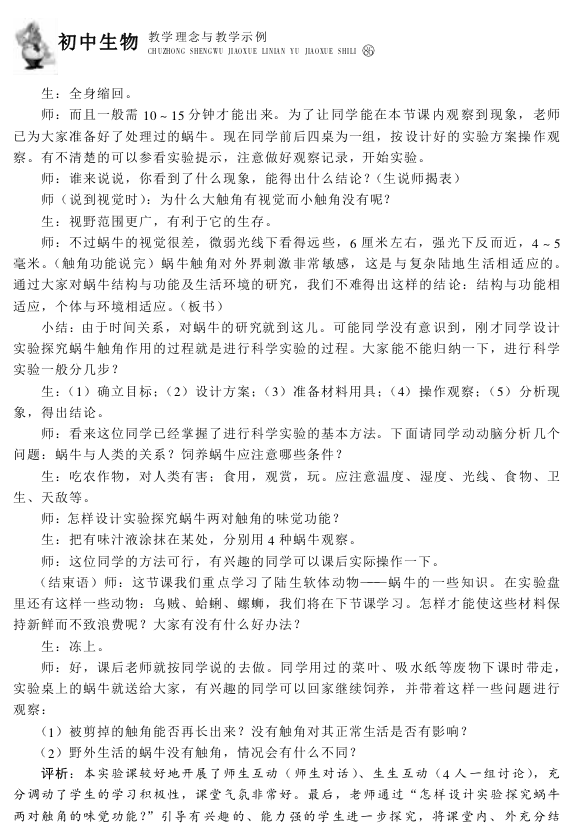 初中生物 教学理念与教学示例
CHUZHONG SHENGWU JIAOXUE LINIAN YU JIAOXUE SHILI
生：全身缩回。
师：而且一般需 10 ~ 15 分钟才能出来。为了让同学能在本节课内观察到现象，老师
已为大家准备好了处理过的蜗牛。现在同学前后四桌为一组，按设计好的实验方案操作观
察。有不清楚的可以参看实验提示，注意做好观察记录，开始实验。
师：谁来说说，你看到了什么现象，能得出什么结论？（生说师揭表）
师（说到视觉时）：为什么大触角有视觉而小触角没有呢？
生：视野范围更广，有利于它的生存。
师：不过蜗牛的视觉很差，微弱光线下看得远些，6 厘米左右，强光下反而近，4 ~ 5
毫米。（触角功能说完）蜗牛触角对外界刺激非常敏感，这是与复杂陆地生活相适应的。
通过大家对蜗牛结构与功能及生活环境的研究，我们不难得出这样的结论：结构与功能相
适应，个体与环境相适应。（板书）
小结：由于时间关系，对蜗牛的研究就到这儿。可能同学没有意识到，刚才同学设计
实验探究蜗牛触角作用的过程就是进行科学实验的过程。大家能不能归纳一下，进行科学
实验一般分几步？
生：（1）确立目标；（2）设计方案；（3）准备材料用具；（4）操作观察；（5）分析现
象，得出结论。
师：看来这位同学已经掌握了进行科学实验的基本方法。下面请同学动动脑分析几个
问题：蜗牛与人类的关系？饲养蜗牛应注意哪些条件？
生：吃农作物，对人类有害；食用，观赏，玩。应注意温度、湿度、光线、食物、卫
生、天敌等。
师：怎样设计实验探究蜗牛两对触角的味觉功能？
生：把有味汁液涂抹在某处，分别用 4 种蜗牛观察。
师：这位同学的方法可行，有兴趣的同学可以课后实际操作一下。
（结束语）师：这节课我们重点学习了陆生软体动物——蜗牛的一些知识。在实验盘
里还有这样一些动物：乌贼、蛤蜊、螺蛳，我们将在下节课学习。怎样才能使这些材料保
持新鲜而不致浪费呢？大家有没有什么好办法？
生：冻上。
师：好，课后老师就按同学说的去做。同学用过的菜叶、吸水纸等废物下课时带走，
实验桌上的蜗牛就送给大家，有兴趣的同学可以回家继续饲养，并带着这样一些问题进行
观察：
（1）被剪掉的触角能否再长出来？没有触角对其正常生活是否有影响？
（2）野外生活的蜗牛没有触角，情况会有什么不同？
评析：本实验课较好地开展了师生互动（师生对话）、生生互动（4 人一组讨论），充
分调动了学生的学习积极性，课堂气氛非常好。最后，老师通过“怎样设计实验探究蜗牛
两对触角的味觉功能？”引导有兴趣的、能力强的学生进一步探究，将课堂内、外充分结